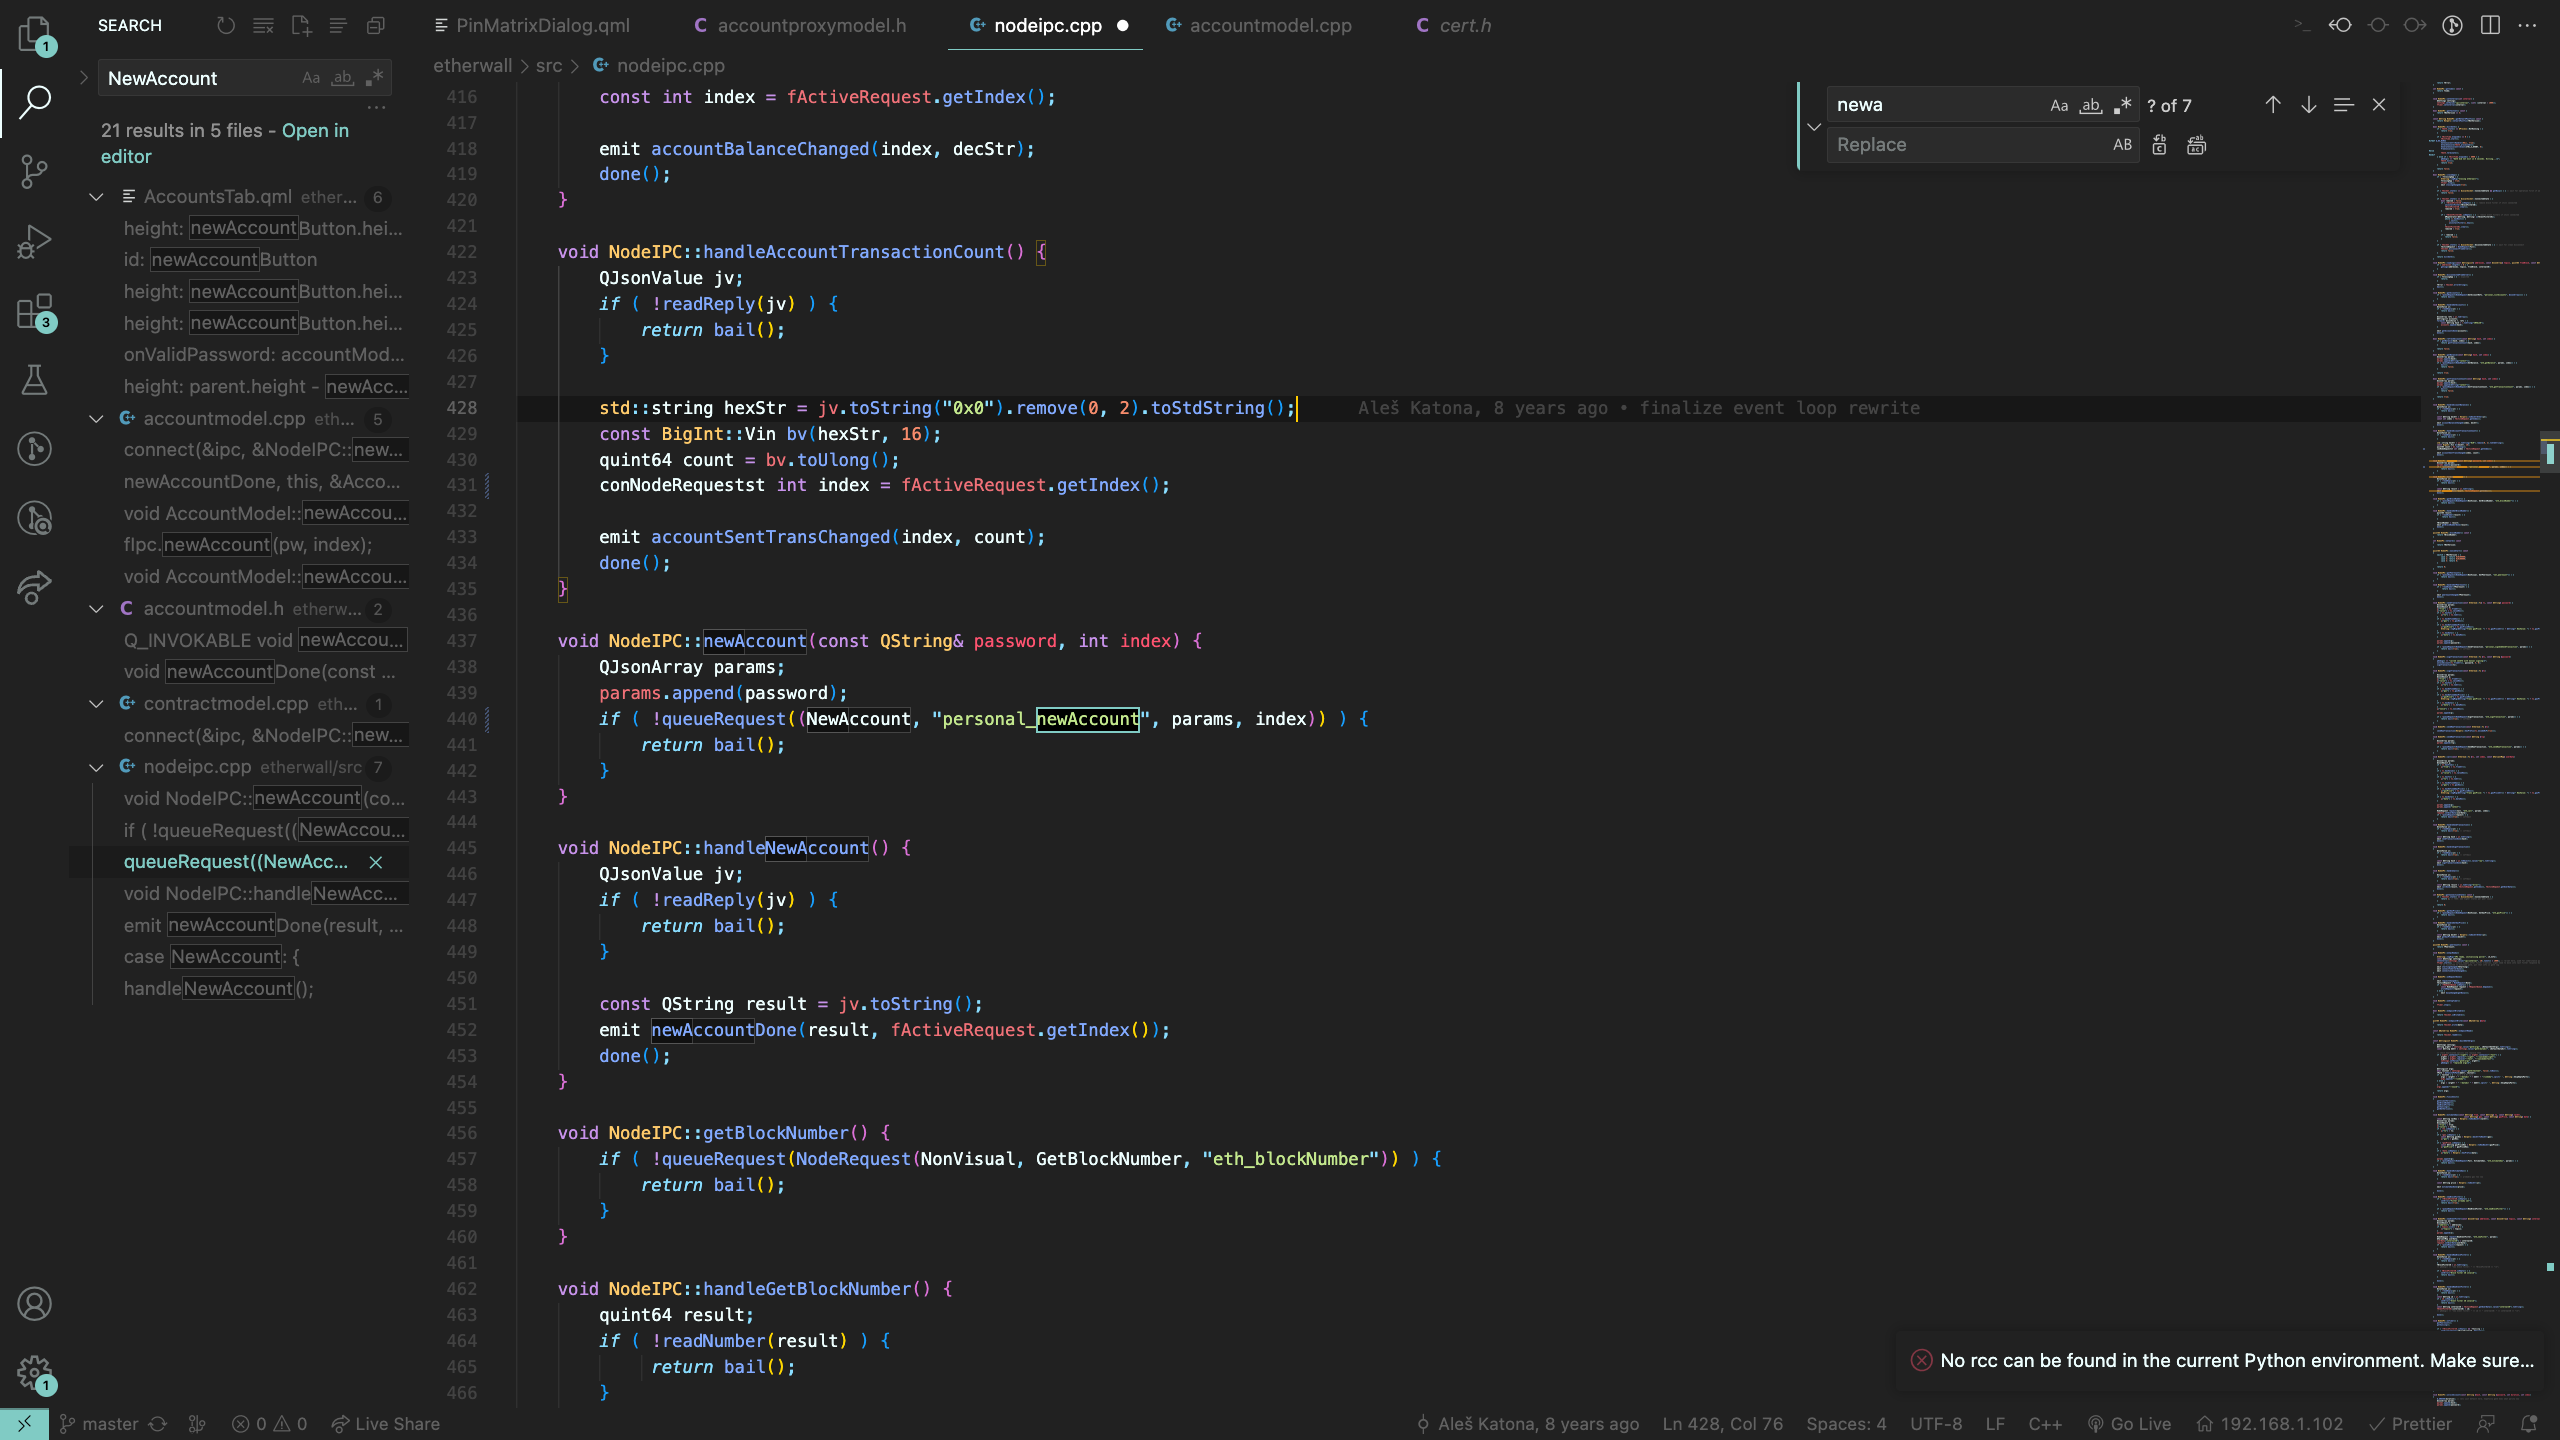 SEARCH
PinMatrixDialog.qml
accountproxymodel.h
nodeipc.cpp
accountmodel.cpp
cert.h
NewAccount
21 results in 5 files - Open in
editor
AccountsTab.qml ether... 6
height: newAccountButton.hei...
id: newAccountButton
height: newAccountButton.hei...
height: newAccountButton.hei...
onValidPassword: accountMod...
height: parent.height - newAcc...
accountmodel.cpp eth... 5
connect(&ipc, &NodeIPC::new...
newAccountDone, this, &Acco...
void AccountModel::newAccou...
fIpc.newAccount(pw, index);
void AccountModel::newAccou...
accountmodel.h etherw... 2
Q_INVOKABLE void newAccou...
void newAccountDone(const ...
contractmodel.cpp eth... 1
connect(&ipc, &NodeIPC::new...
nodeipc.cpp etherwall/src 7
void NodeIPC::newAccount(co...
if ( !queueRequest((NewAccou...
queueRequest((NewAcc...
void NodeIPC::handleNewAcc...
emit newAccountDone(result, ...
case NewAccount: {
handleNewAccount();
etherwall > src > nodeipc.cpp
newa
? of 7
Replace
AB
416 const int index = fActiveRequest.getIndex();
417
418 emit accountBalanceChanged(index, decStr);
419 done();
420 }
421
422 void NodeIPC::handleAccountTransactionCount() {
423 QJsonValue jv;
424 if ( !readReply(jv) ) {
425 return bail();
426 }
427
428 std::string hexStr = jv.toString("0x0").remove(0, 2).toStdString(); Aleš Katona, 8 years ago • finalize event loop rewrite
429 const BigInt::Vin bv(hexStr, 16);
430 quint64 count = bv.toUlong();
431 conNodeRequestst int index = fActiveRequest.getIndex();
432
433 emit accountSentTransChanged(index, count);
434 done();
435 }
436
437 void NodeIPC::newAccount(const QString& password, int index) {
438 QJsonArray params;
439 params.append(password);
440 if ( !queueRequest((NewAccount, "personal_newAccount", params, index)) ) {
441 return bail();
442 }
443 }
444
445 void NodeIPC::handleNewAccount() {
446 QJsonValue jv;
447 if ( !readReply(jv) ) {
448 return bail();
449 }
450
451 const QString result = jv.toString();
452 emit newAccountDone(result, fActiveRequest.getIndex());
453 done();
454 }
455
456 void NodeIPC::getBlockNumber() {
457 if ( !queueRequest(NodeRequest(NonVisual, GetBlockNumber, "eth_blockNumber")) ) {
458 return bail();
459 }
460 }
461
462 void NodeIPC::handleGetBlockNumber() {
463 quint64 result;
464 if ( !readNumber(result) ) {
465 return bail();
466 }
No rcc can be found in the current Python environment. Make sure...
master 0 0 Live Share
Aleš Katona, 8 years ago Ln 428, Col 76 Spaces: 4 UTF-8 LF C++ Go Live 192.168.1.102 Prettier